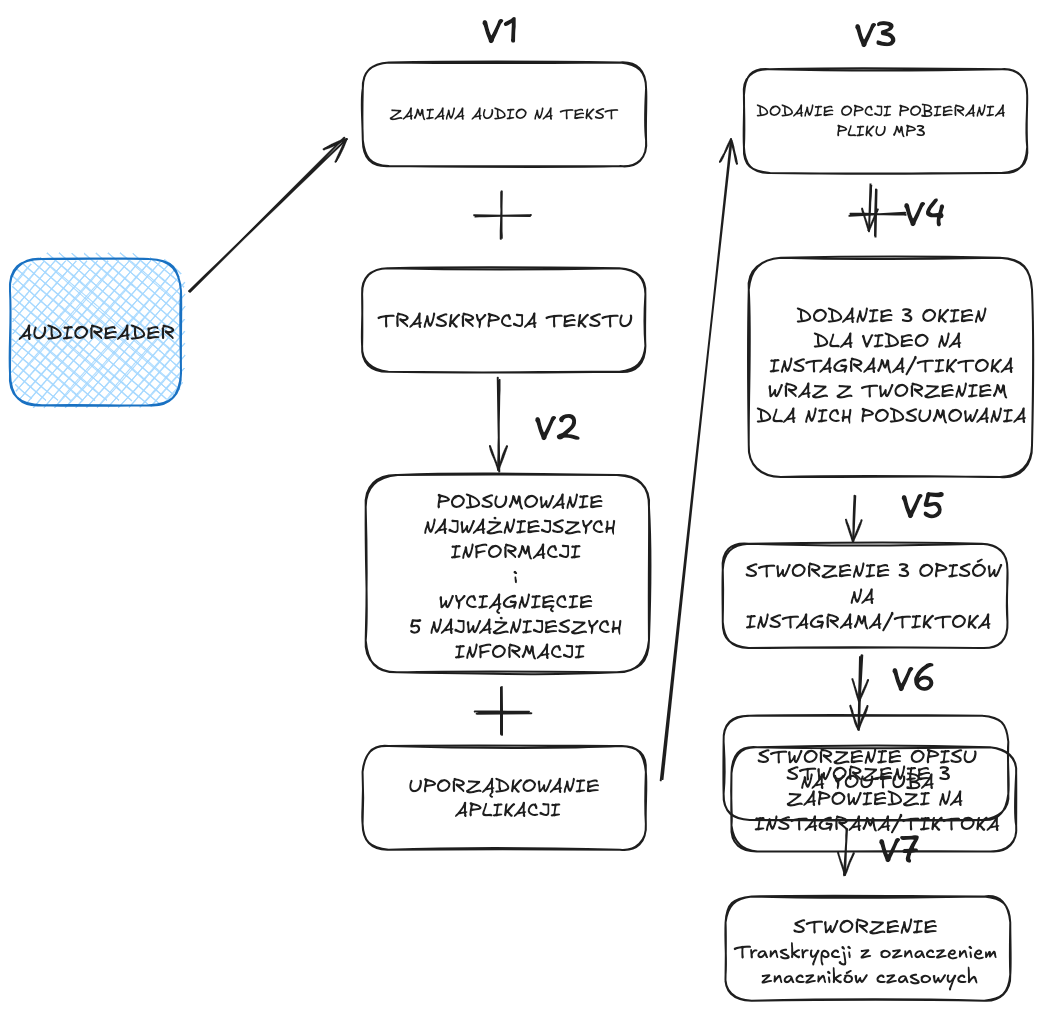 AUDIOREADER
V1
ZAMIANA AUDIO NA TEKST
TRANSKRYPCJA TEKSTU
V2
PODSUMOWANIE
NAJWAŻNIEJSZYCH
INFORMACJI
i
WYCIĄGNIĘCIE
5 NAJWAŻNIJESZYCH
INFORMACJI
UPORZĄDKOWANIE
APLIKACJI
V3
DODANIE OPCJI POBIERANIA
PLIKU MP3
V4
DODANIE 3 OKIEN
DLA VIDEO NA
INSTAGRAMA/TIKTOKA
WRAZ Z TWORZENIEM
DLA NICH PODSUMOWANIA
V5
STWORZENIE 3 OPISÓW
NA
INSTAGRAMA/TIKTOKA
V6
STWORZENIE OPISU
NA YOUTUBA
STWORZENIE 3
ZAPOWIEDZI NA
INSTAGRAMA/TIKTOKA
V7
STWORZENIE
Transkrypcji z oznaczeniem
znaczników czasowych